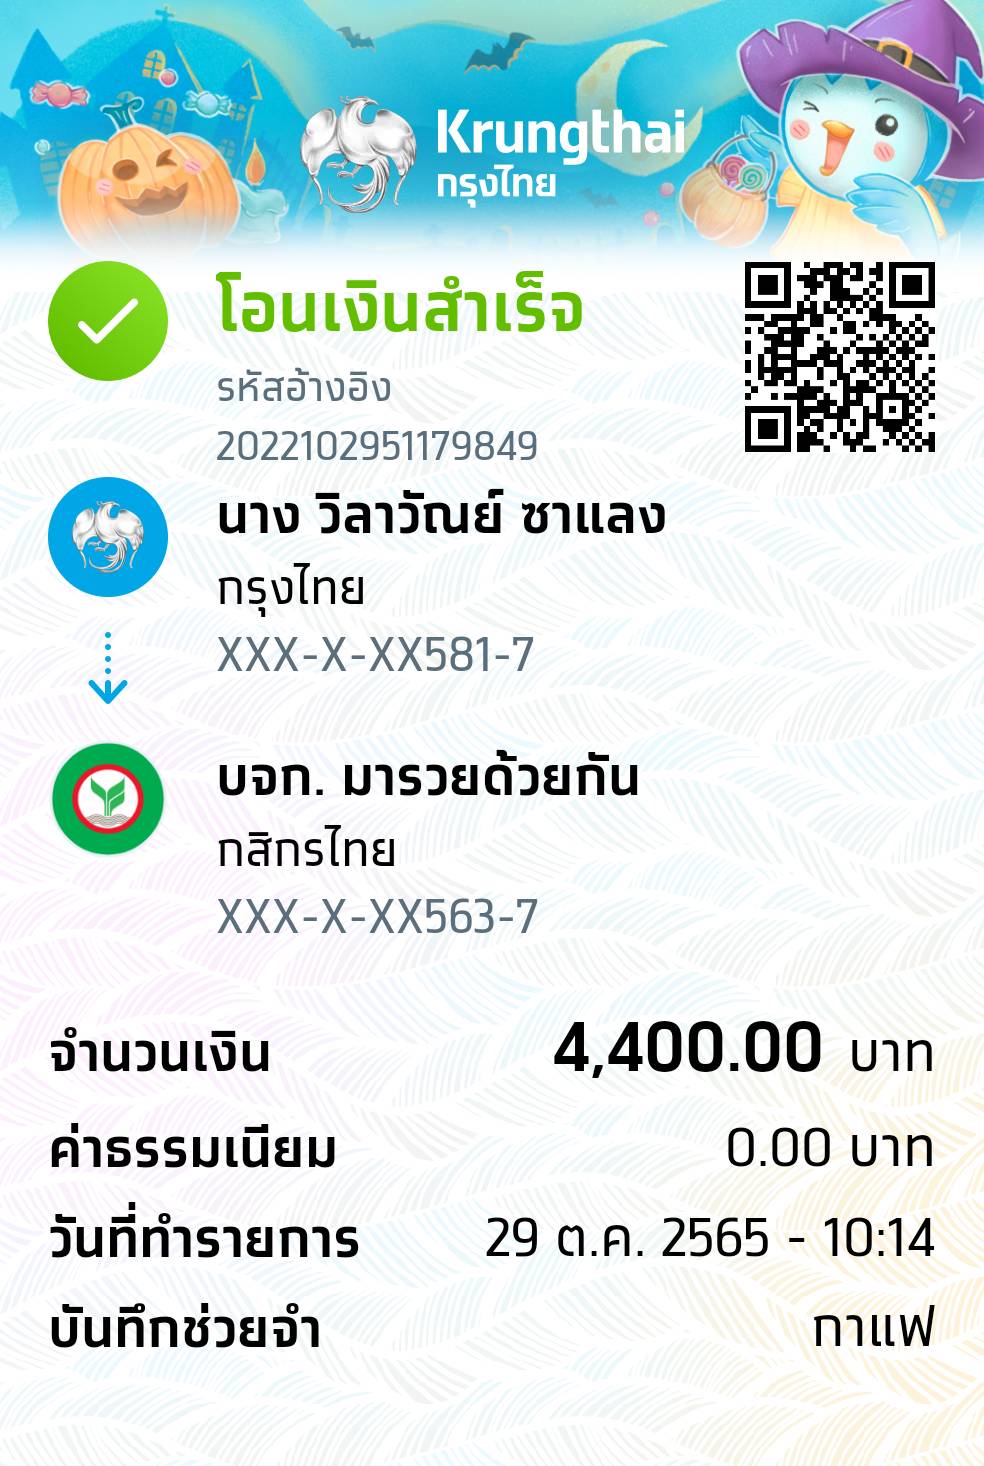 Krungthai
กรุงไทย
โอนเงินสำเร็จ
รหัสอ้างอิง
2022102951179849
นาง วิลาวัณย์ ซาแลง
กรุงไทย
XXX-X-XX581-7
บจก. มารวยด้วยกัน
กสิกรไทย
XXX-X-XX563-7
จำนวนเงิน 4,400.00 บาท
ค่าธรรมเนียม 0.00 บาท
วันที่ทำรายการ 29 ต.ค. 2565 - 10:14
บันทึกช่วยจำ กาแฟ